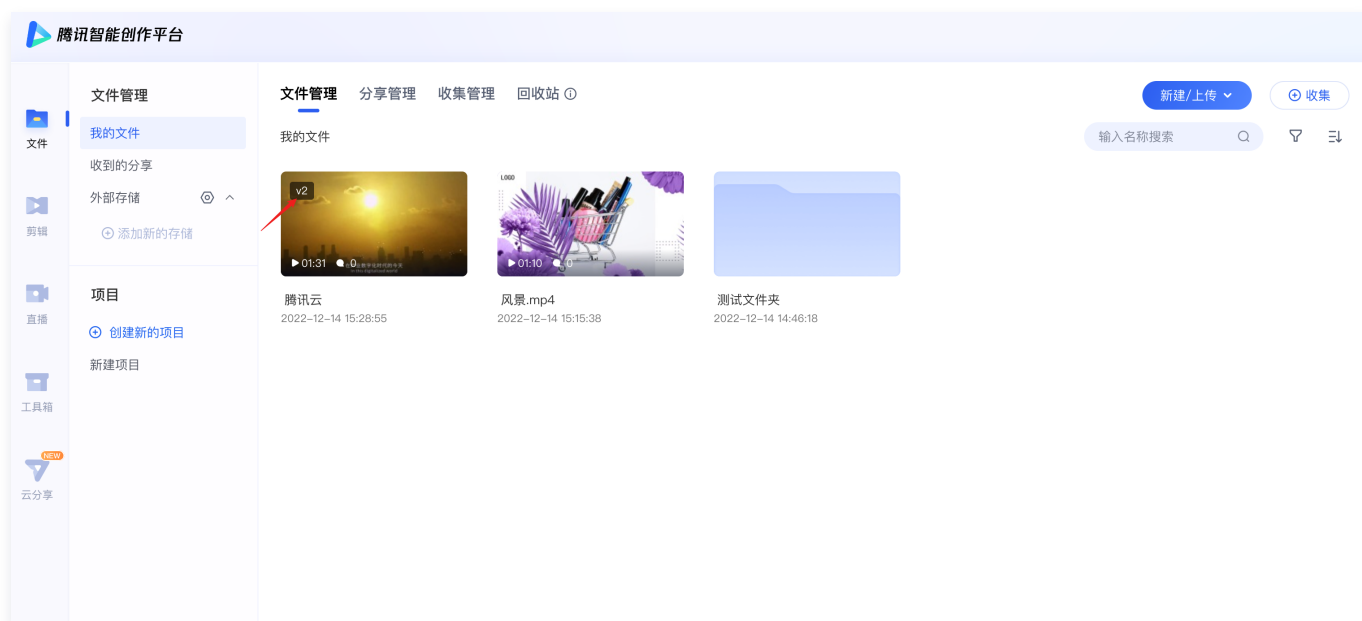 腾讯智能创作平台
文件管理
我的文件
收到的分享
外部存储
添加新的存储
项目
创建新的项目
新建项目
文件
剪辑
直播
工具箱
NEW
云分享
文件管理 分享管理 收集管理 回收站
新建/上传
收集
我的文件
输入名称搜索
v2
01:31 0
腾讯云
2022-12-14 15:28:55
LOGO
01:10 0
风景.mp4
2022-12-14 15:15:38
测试文件夹
2022-12-14 14:46:18